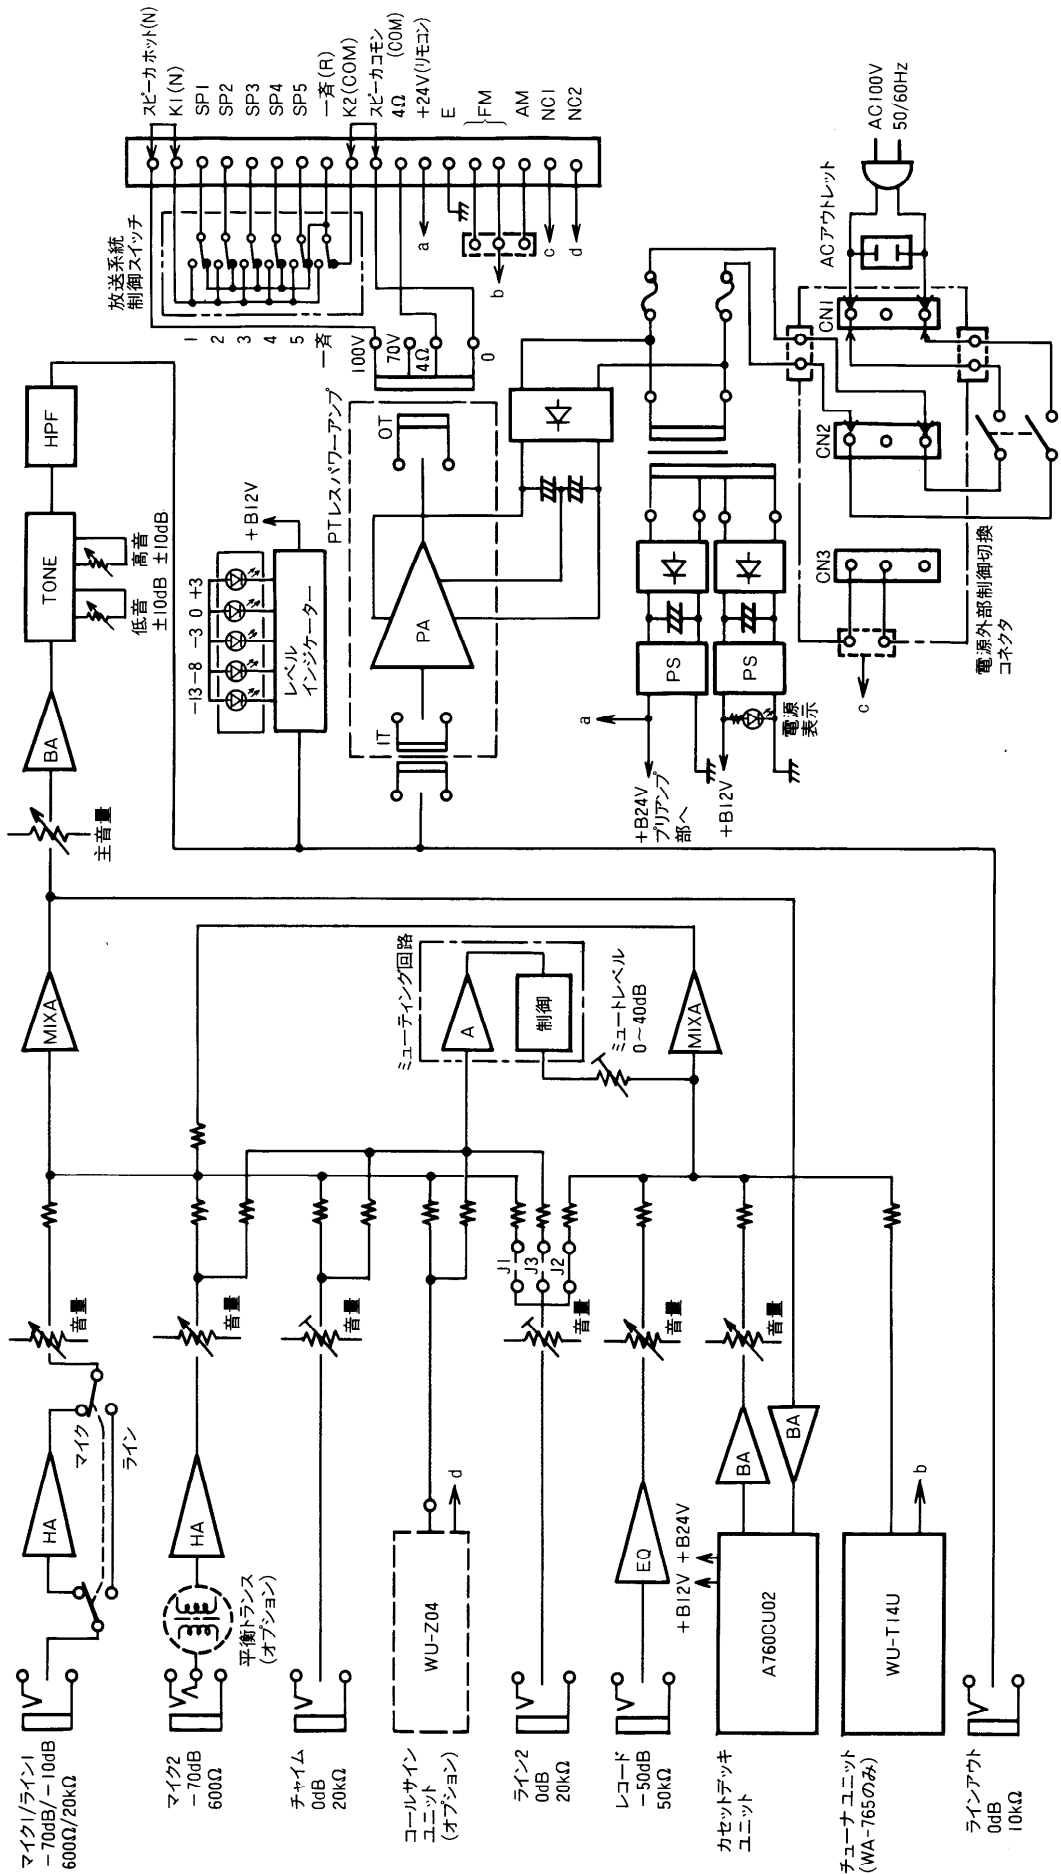 マイク1/ライン1
-70dB/-10dB
600Ω/20kΩ
マイク2
-70dB
600Ω
チャイム
0dB
20kΩ
コールサイン
ユニット
(オプション)
ライン2
0dB
20kΩ
レコード
-50dB
50kΩ
カセットデッキ
ユニット
チューナユニット
(WA-765のみ)
ラインアウト
0dB
10kΩ
HA
マイク
ライン
音量
平衡トランス
(オプション)
HA
音量
音量
WU-Z04
d
音量
J1
J3
J2
EQ
音量
+B12V +B24V
A760CU02
BA
BA
音量
WU-T14U
b
MIXA
ミューティング回路
A
制御
ミュートレベル
0~40dB
MIXA
主音量
BA
TONE
低音
±10dB
高音
±10dB
HPF
-13 -8 -3 0 +3
+B12V
レベル
インジケーター
PTレスパワーアンプ
IT
PA
OT
100V
70V
4Ω
0
放送系統
制御スイッチ
1
2
3
4
5
一斉
スピーカホット(N)
K1(N)
SP1
SP2
SP3
SP4
SP5
一斉(R)
K2(COM)
スピーカコモン
(COM)
4Ω
+24V(リモコン)
E
FM
AM
NC1
NC2
a
b
c
d
a
+B24V
プリアンプ
部へ
+B12V
PS
PS
電源
表示
CN1
CN2
CN3
c
電源外部制御切換
コネクタ
ACアウトレット
AC100V
50/60Hz